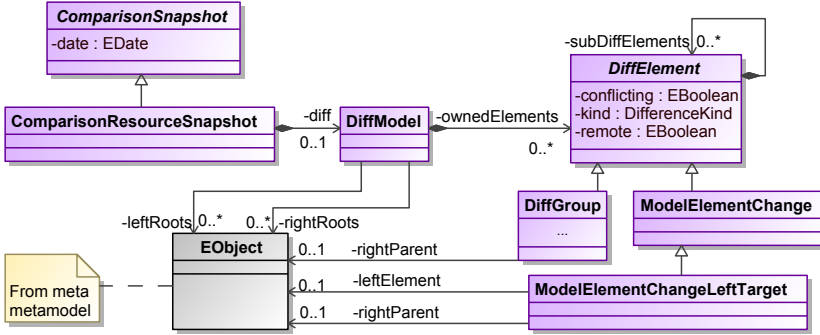 ComparisonSnapshot
-date : EDate
-subDiffElements 0..*
DiffElement
-conflicting : EBoolean
-kind : DifferenceKind
-remote : EBoolean
ComparisonResourceSnapshot
-diff
0..1
DiffModel
-ownedElements
0..*
-leftRoots 0..*
0..* -rightRoots
DiffGroup
...
ModelElementChange
EObject
0..1 -rightParent
From meta
metamodel
0..1 -leftElement
ModelElementChangeLeftTarget
0..1 -rightParent